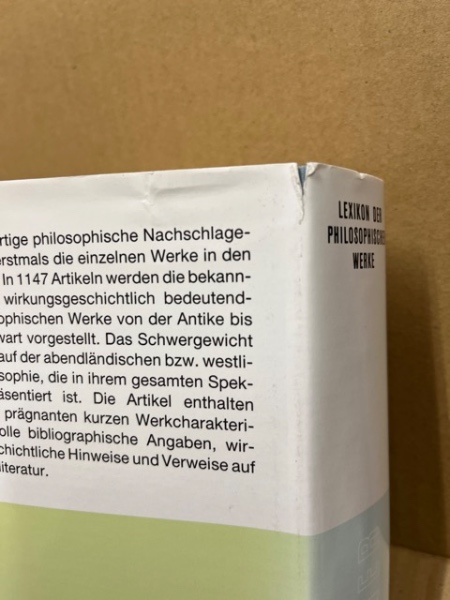 rtige philosophische Nachschlage-
erstmals die einzelnen Werke in den
In 1147 Artikeln werden die bekann-
wirkungsgeschichtlich bedeutend-
ophischen Werke von der Antike bis
wart vorgestellt. Das Schwergewicht
auf der abendländischen bzw. westli-
sophie, die in ihrem gesamten Spek-
äsentiert ist. Die Artikel enthalten
prägnanten kurzen Werkcharakteri-
olle bibliographische Angaben, wir-
chichtliche Hinweise und Verweise auf
literatur.
LEXIKON DER
PHILOSOPHISCHEN
WERKE